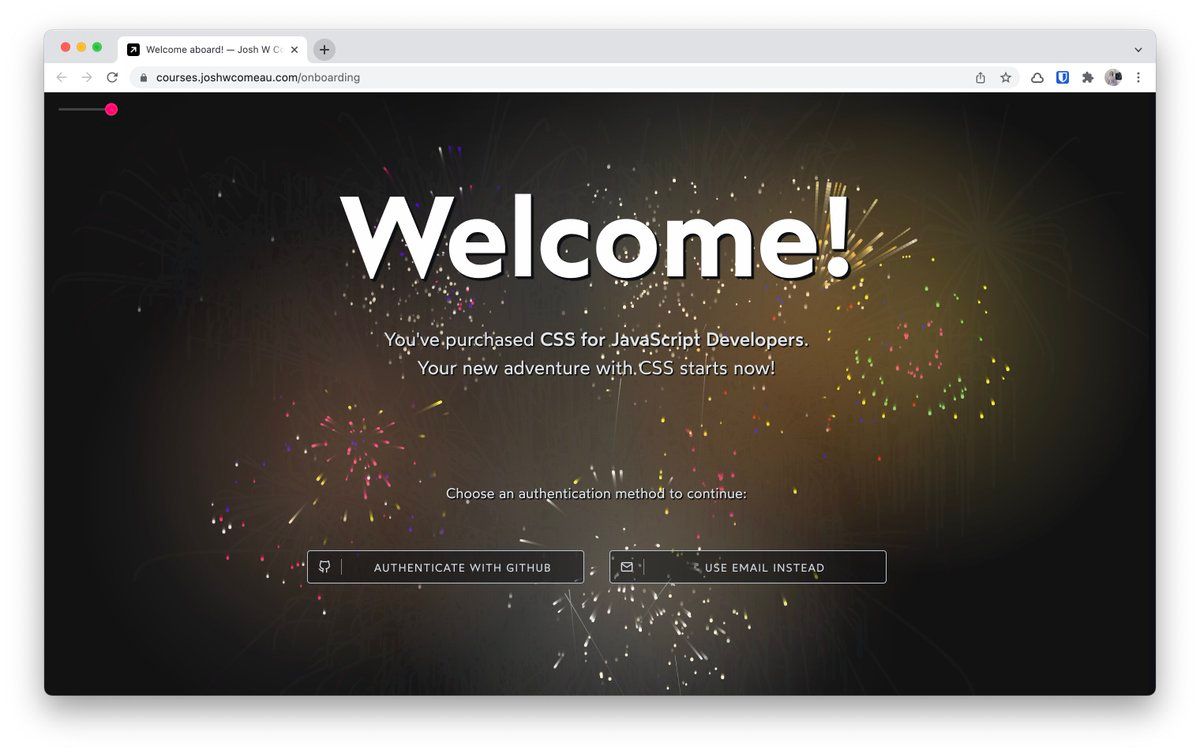 Welcome aboard! — Josh W Co
courses.joshwcomeau.com/onboarding
Welcome!
You've purchased CSS for JavaScript Developers.
Your new adventure with CSS starts now!
Choose an authentication method to continue:
AUTHENTICATE WITH GITHUB
USE EMAIL INSTEAD